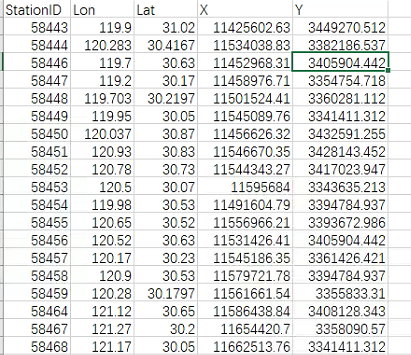 StationID Lon Lat X Y
58443 119.9 31.02 11425602.63 3449270.512
58444 120.283 30.4167 11534038.83 3382186.537
58446 119.7 30.63 11452968.31 3405904.442
58447 119.2 30.17 11458976.71 3354754.718
58448 119.703 30.2197 11501524.41 3360281.112
58449 119.95 30.05 11545089.76 3341411.312
58450 120.037 30.87 11456626.32 3432591.255
58451 120.93 30.83 11546670.35 3428143.452
58452 120.78 30.73 11544343.27 3417023.947
58453 120.5 30.07 11595684 3343635.213
58454 119.98 30.53 11491604.79 3394784.937
58455 120.65 30.52 11556966.21 3393672.986
58456 120.52 30.63 11531426.41 3405904.442
58457 120.17 30.23 11545186.35 3361426.421
58458 120.9 30.53 11579721.78 3394784.937
58459 120.28 30.1797 11561661.54 3355833.31
58464 121.12 30.65 11586438.84 3408128.343
58467 121.27 30.2 11654420.7 3358090.57
58468 121.17 30.05 11662513.76 3341411.312